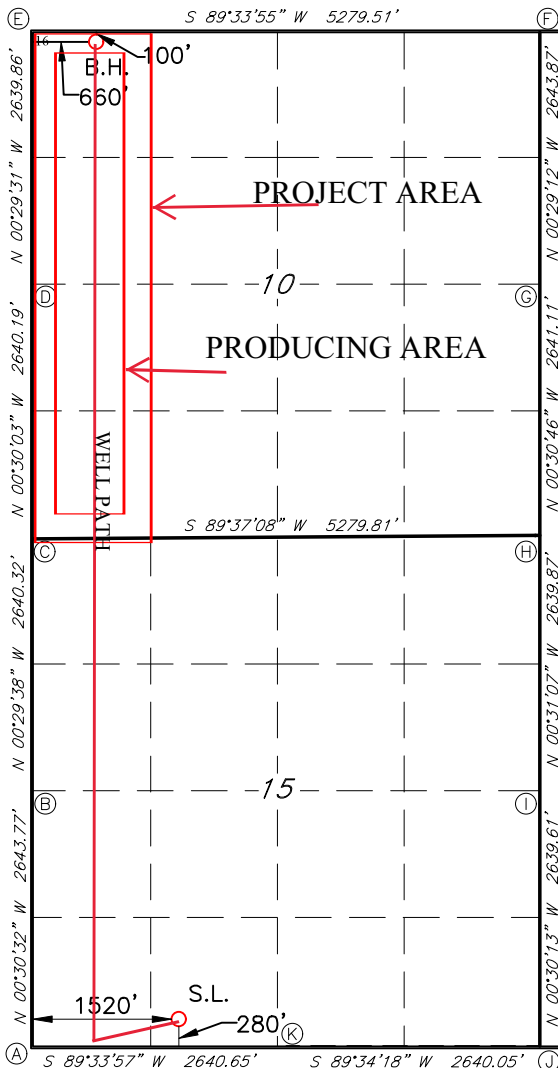 E
S 89°33'55" W 5279.51'
F
16
100'
B.H.
660'
N 00°29'31" W 2639.86'
N 00°29'12" W 2643.87'
PROJECT AREA
D
10
G
PRODUCING AREA
N 00°30'03" W 2640.19'
N 00°30'46" W 2641.11'
WELL PATH
S 89°37'08" W 5279.81'
C
H
N 00°29'38" W 2640.32'
N 00°31'07" W 2639.87'
B
15
I
N 00°30'32" W 2643.77'
N 00°30'13" W 2639.61'
S.L.
1520'
280'
K
A
S 89°33'57" W 2640.65'
S 89°34'18" W 2640.05'
J